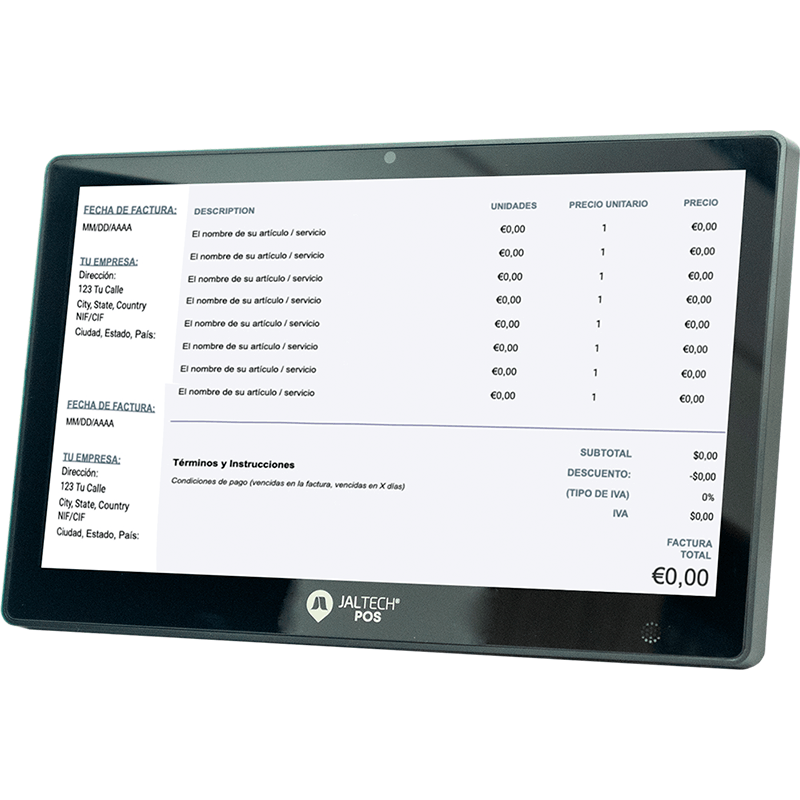 FECHA DE FACTURA:
MM/DD/AAAA
TU EMPRESA:
Dirección:
123 Tu Calle
City, State, Country
NIF/CIF
Ciudad, Estado, País:
FECHA DE FACTURA:
MM/DD/AAAA
TU EMPRESA:
Dirección:
123 Tu Calle
City, State, Country
NIF/CIF
Ciudad, Estado, País:
DESCRIPTION UNIDADES PRECIO UNITARIO PRECIO
El nombre de su artículo / servicio €0,00 1 €0,00
El nombre de su artículo / servicio €0,00 1 €0,00
El nombre de su artículo / servicio €0,00 1 €0,00
El nombre de su artículo / servicio €0,00 1 €0,00
El nombre de su artículo / servicio €0,00 1 €0,00
El nombre de su artículo / servicio €0,00 1 €0,00
El nombre de su artículo / servicio €0,00 1 €0,00
El nombre de su artículo / servicio €0,00 1 €0,00
Términos y Instrucciones
Condiciones de pago (vencidas en la factura, vencidas en X días)
SUBTOTAL $0,00
DESCUENTO: -$0,00
(TIPO DE IVA) 0%
IVA $0,00
FACTURA
TOTAL
€0,00
JALTECH®
POS